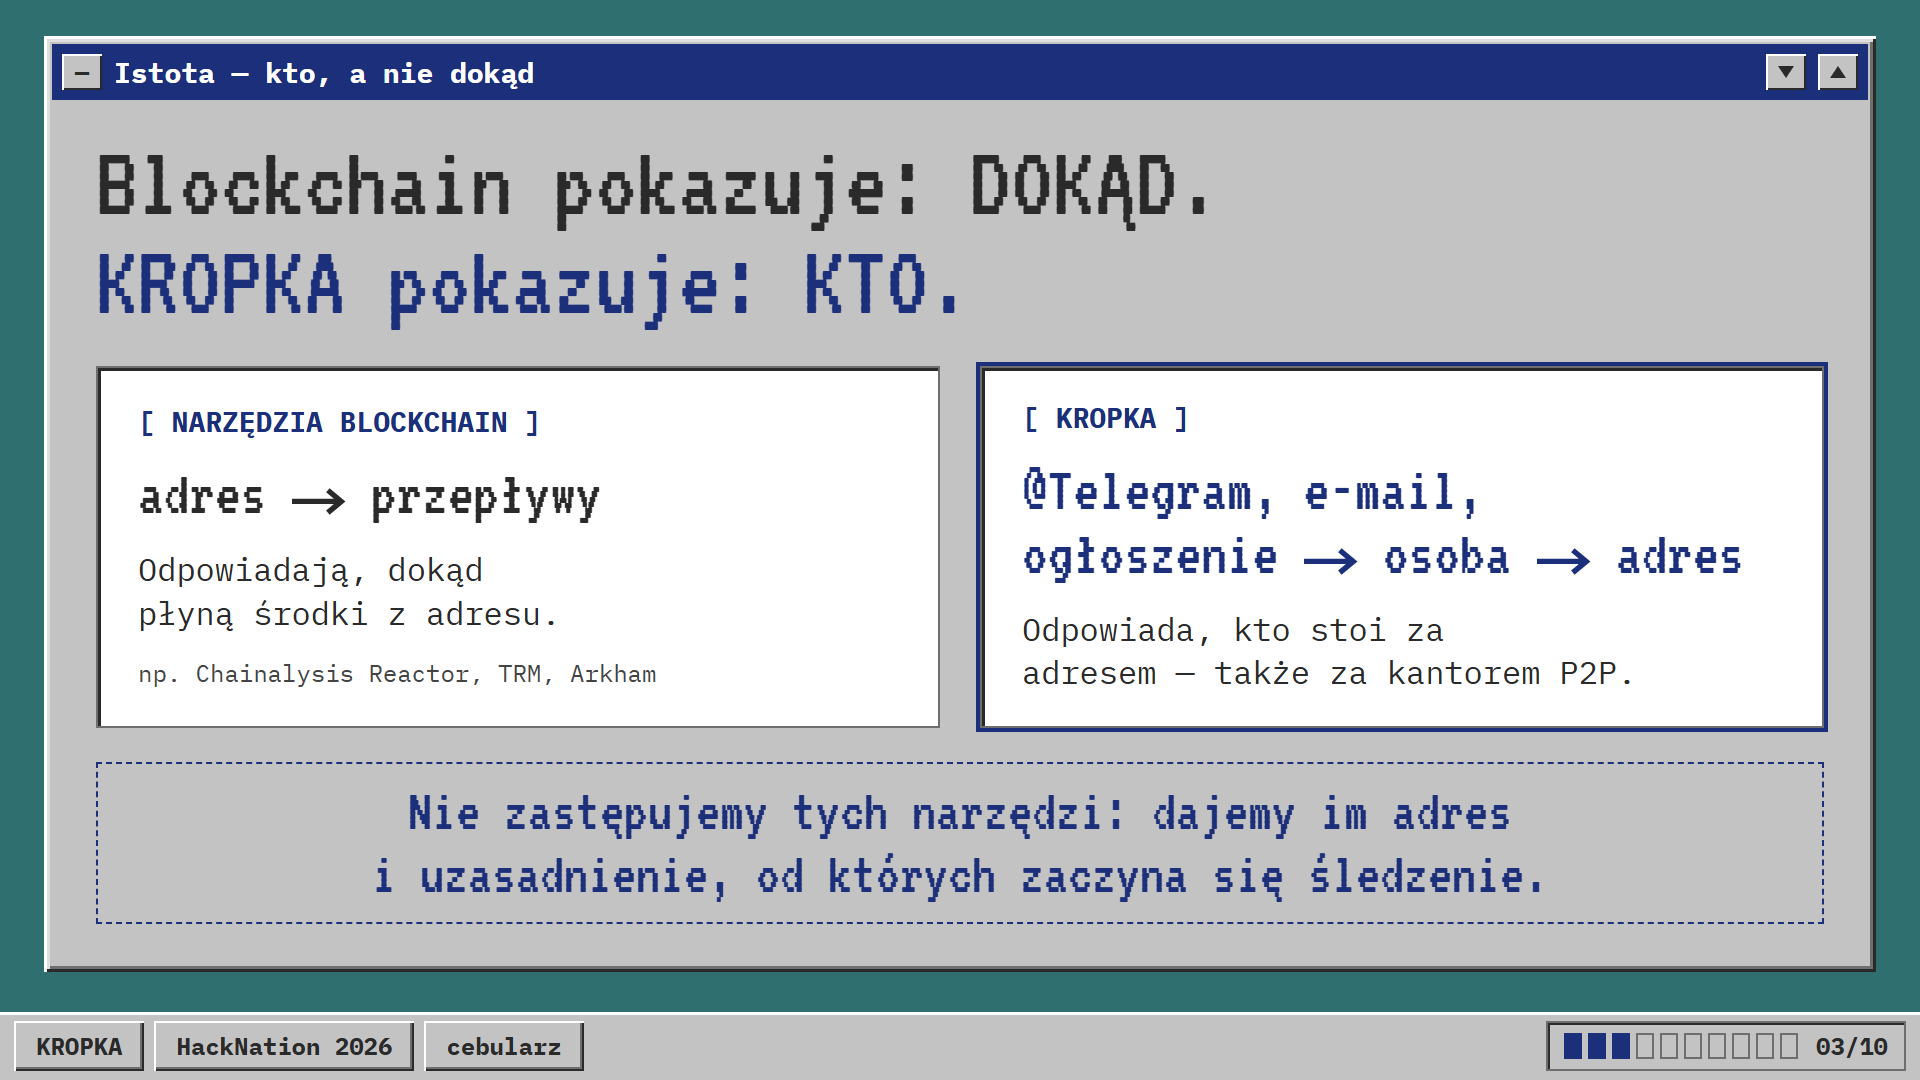 Istota — kto, a nie dokąd
Blockchain pokazuje: DOKĄD.
KROPKA pokazuje: KTO.
[ NARZĘDZIA BLOCKCHAIN ]
adres → przepływy
Odpowiadają, dokąd
płyną środki z adresu.
np. Chainalysis Reactor, TRM, Arkham
[ KROPKA ]
@Telegram, e-mail,
ogłoszenie → osoba → adres
Odpowiada, kto stoi za
adresem — także za kantorem P2P.
Nie zastępujemy tych narzędzi: dajemy im adres
i uzasadnienie, od których zaczyna się śledzenie.
KROPKA
HackNation 2026
cebularz
03/10